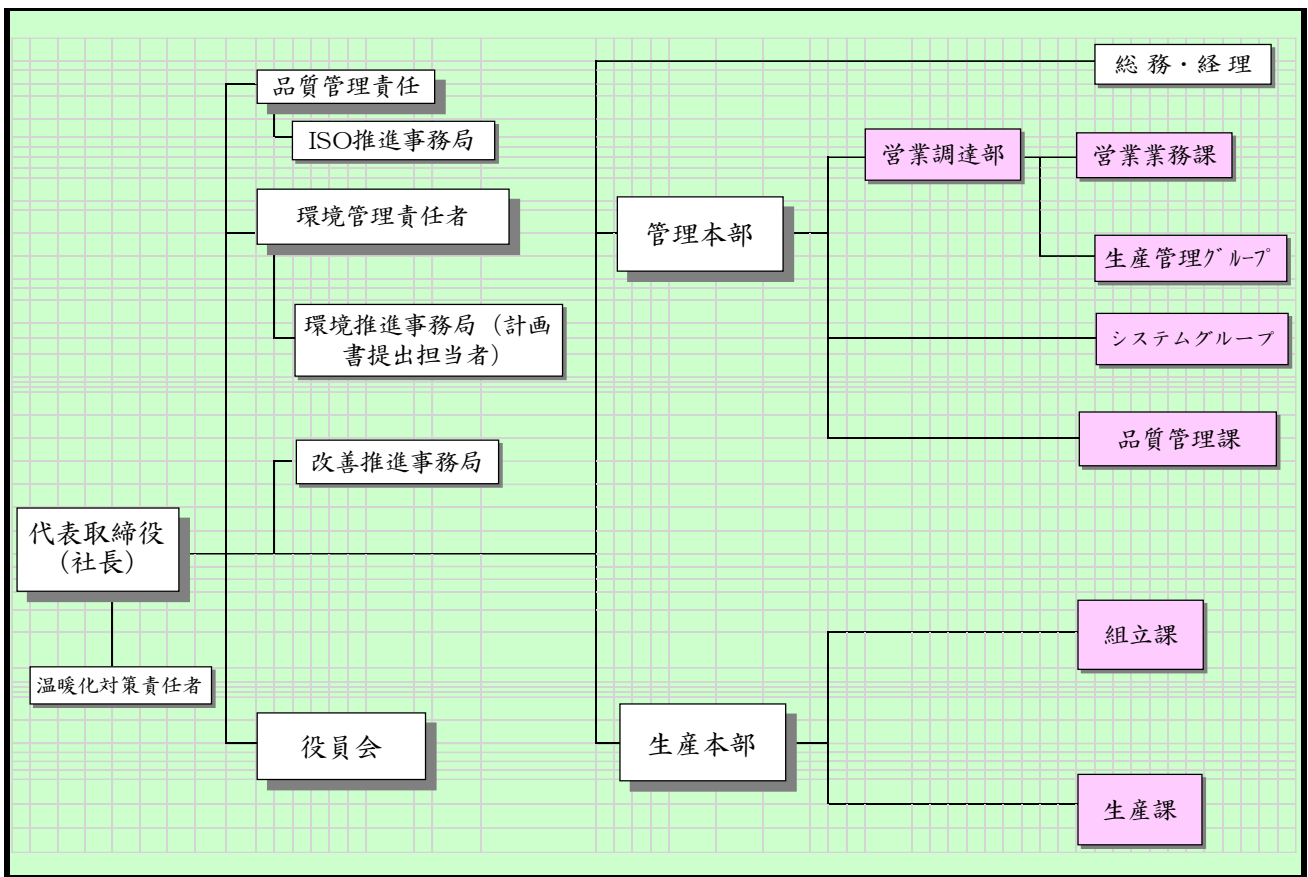 総務・経理
品質管理責任
ISO推進事務局
営業調達部
営業業務課
環境管理責任者
管理本部
生産管理ｸﾞﾙｰﾌﾟ
環境推進事務局（計画
書提出担当者）
システムグループ
品質管理課
改善推進事務局
代表取締役
（社長）
組立課
温暖化対策責任者
役員会
生産本部
生産課